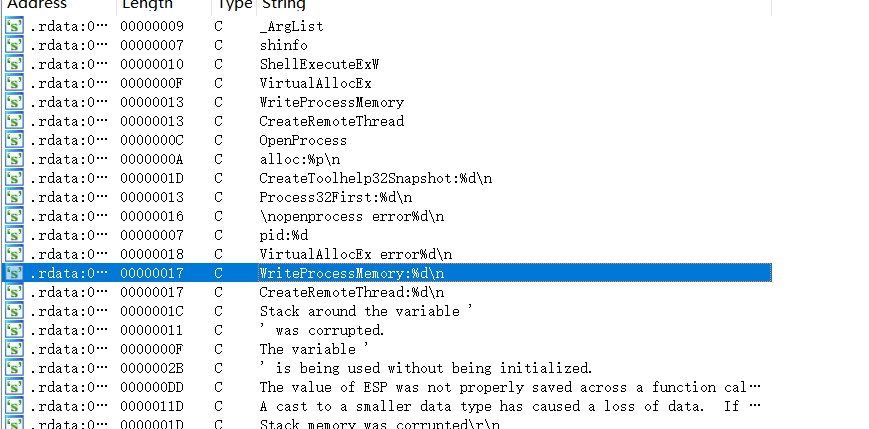 Address Length Type String
.rdata:0… 00000009 C _ArgList
.rdata:0… 00000007 C shinfo
.rdata:0… 00000010 C ShellExecuteExW
.rdata:0… 0000000F C VirtualAllocEx
.rdata:0… 00000013 C WriteProcessMemory
.rdata:0… 00000013 C CreateRemoteThread
.rdata:0… 0000000C C OpenProcess
.rdata:0… 0000000A C alloc:%p\n
.rdata:0… 0000001D C CreateToolhelp32Snapshot:%d\n
.rdata:0… 00000013 C Process32First:%d\n
.rdata:0… 00000016 C \nopenprocess error%d\n
.rdata:0… 00000007 C pid:%d
.rdata:0… 00000018 C VirtualAllocEx error%d\n
.rdata:0… 00000017 C WriteProcessMemory:%d\n
.rdata:0… 00000017 C CreateRemoteThread:%d\n
.rdata:0… 0000001C C Stack around the variable '
.rdata:0… 00000011 C ' was corrupted.
.rdata:0… 0000000F C The variable '
.rdata:0… 0000002B C ' is being used without being initialized.
.rdata:0… 000000DD C The value of ESP was not properly saved across a function cal…
.rdata:0… 0000011D C A cast to a smaller data type has caused a loss of data.  If …
.rdata:0… 0000001D C Stack memory was corrupted\r\n